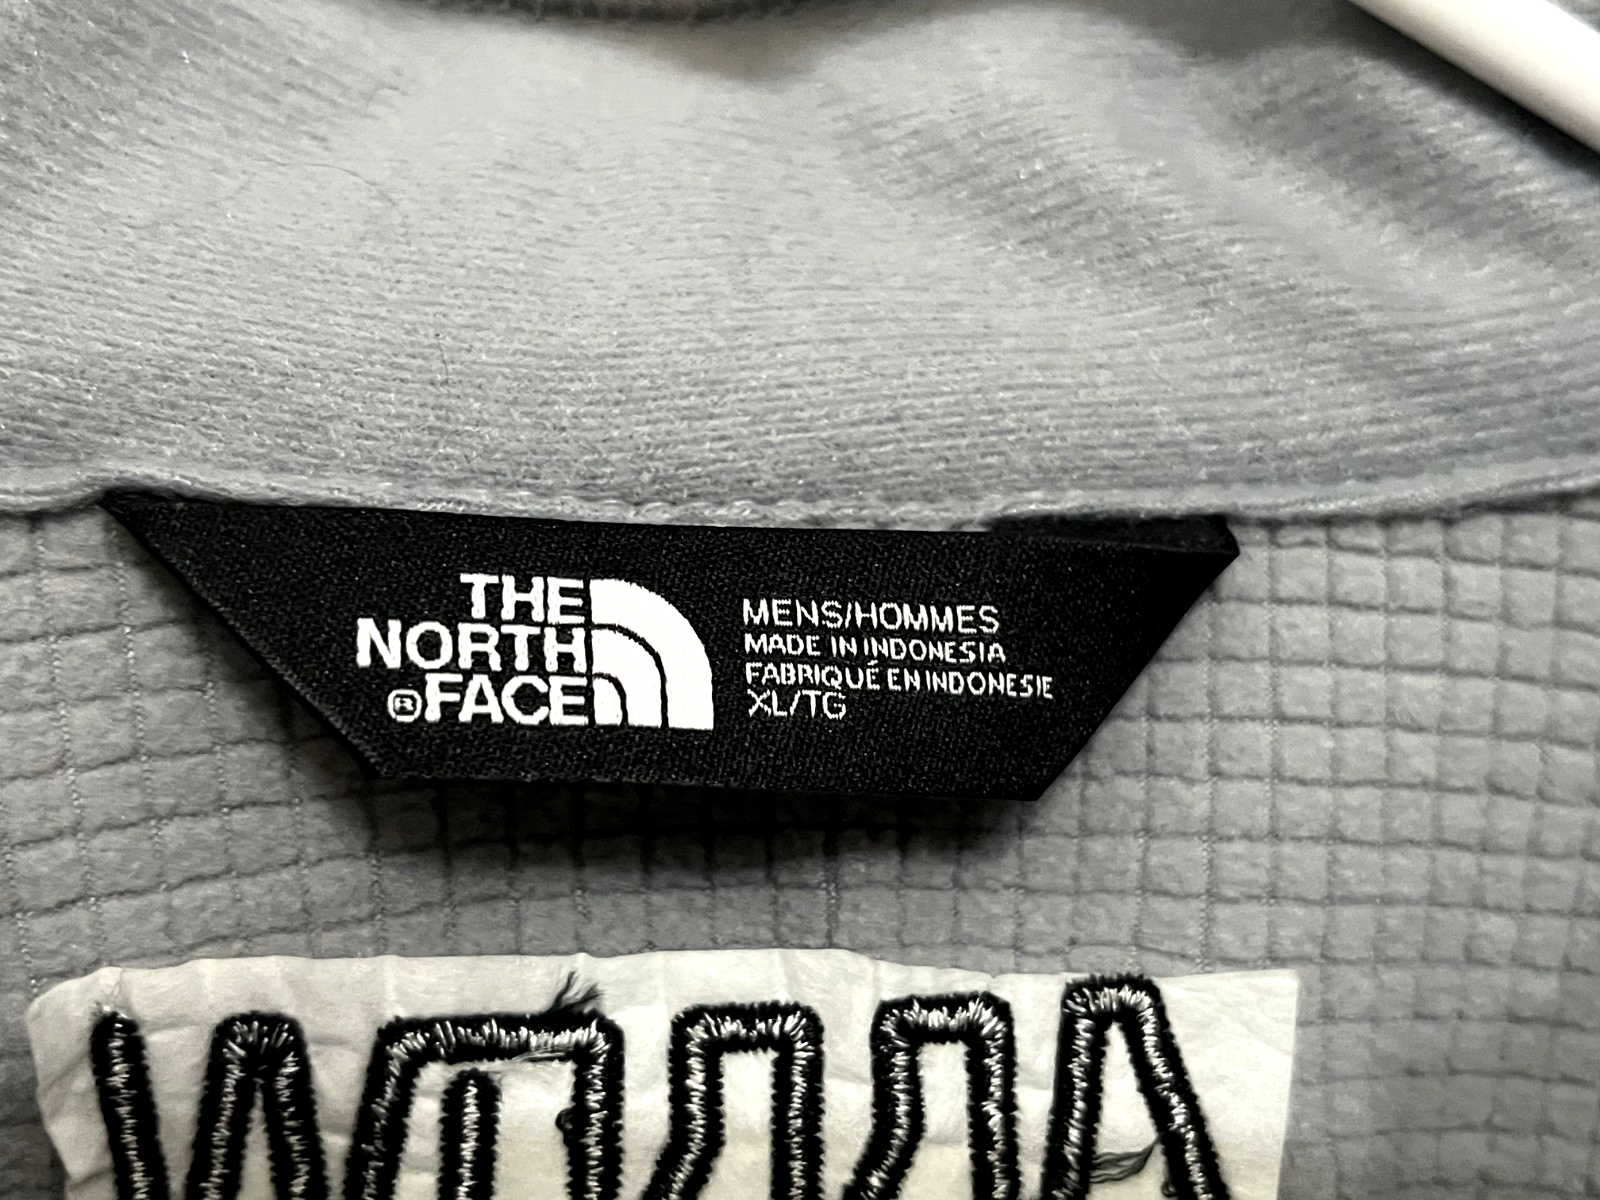 THE
NORTH
®FACE
MENS/HOMMES
MADE IN INDONESIA
FABRIQUÉ EN INDONESIE
XL/TG